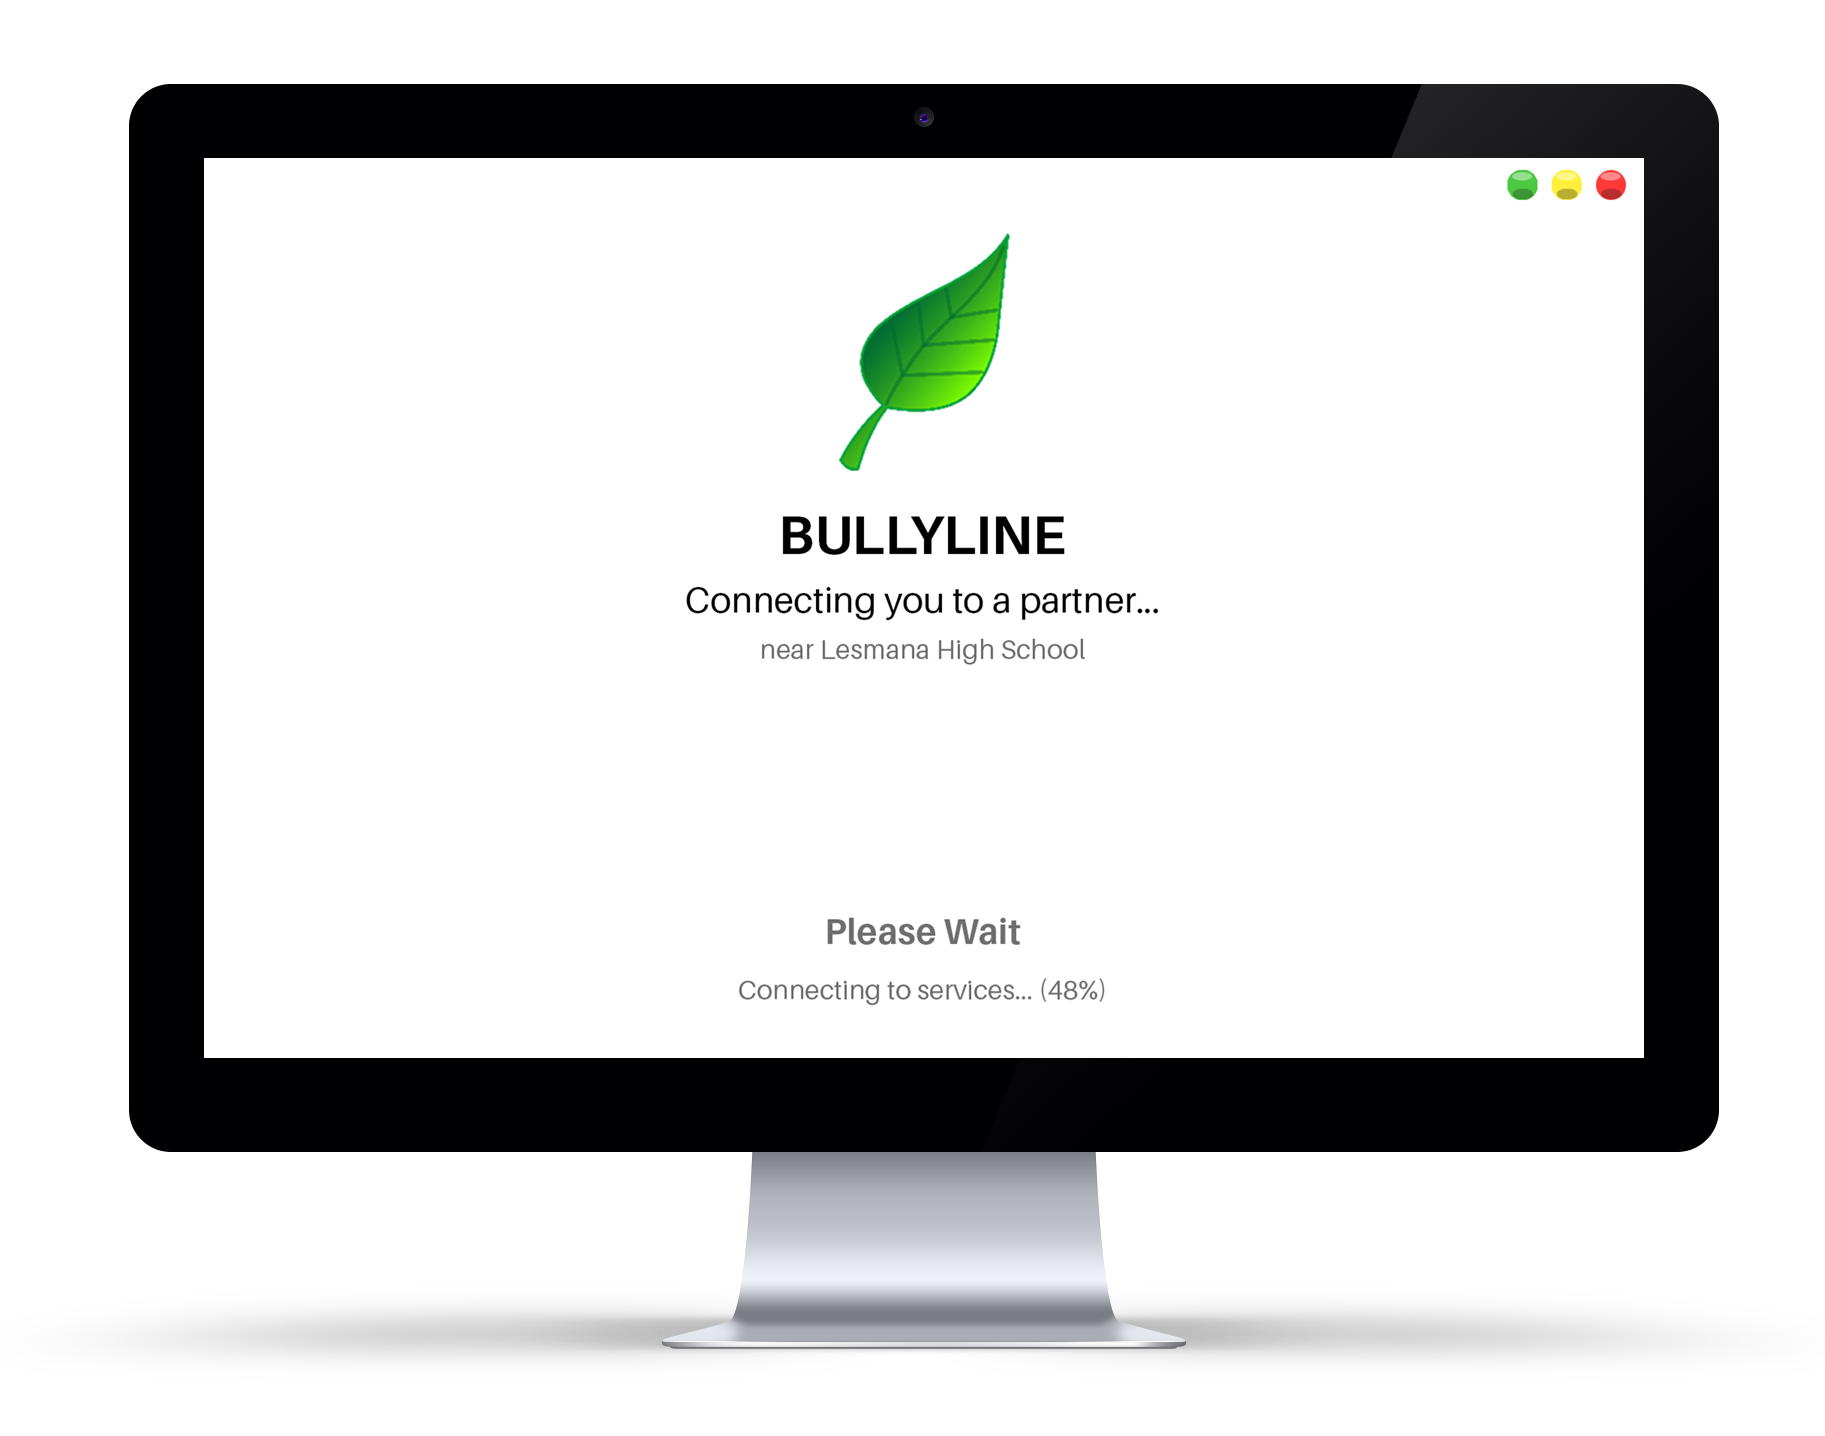 BULLYLINE
Connecting you to a partner...
near Lesmana High School
Please Wait
Connecting to services... (48%)